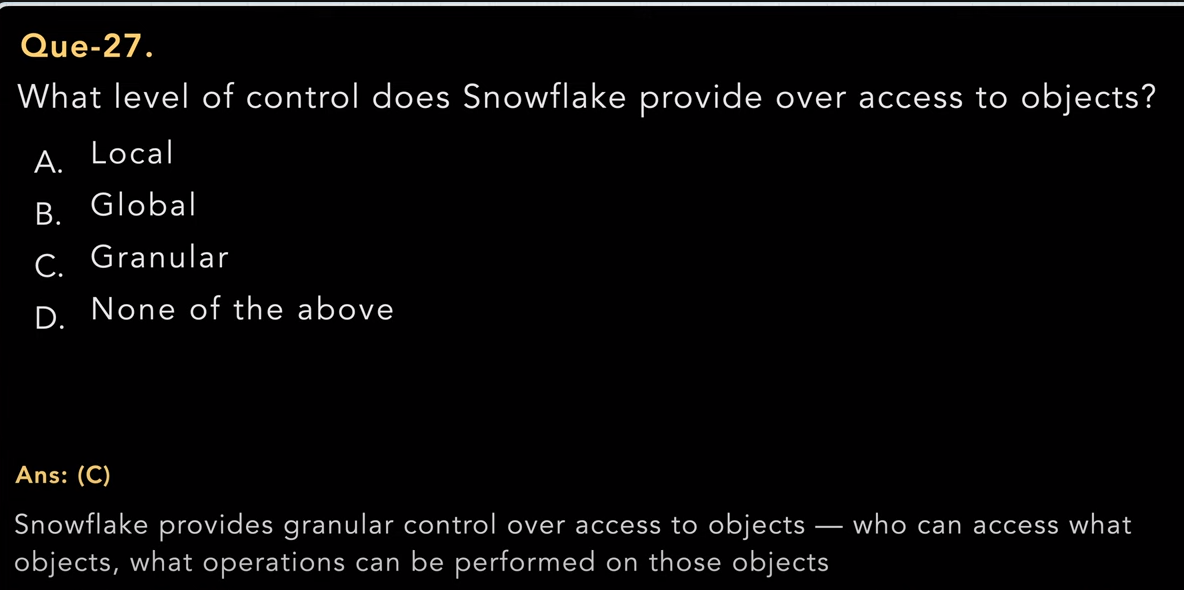 Que-27.
What level of control does Snowflake provide over access to objects?
A. Local
B. Global
C. Granular
D. None of the above
Ans: (C)
Snowflake provides granular control over access to objects — who can access what
objects, what operations can be performed on those objects